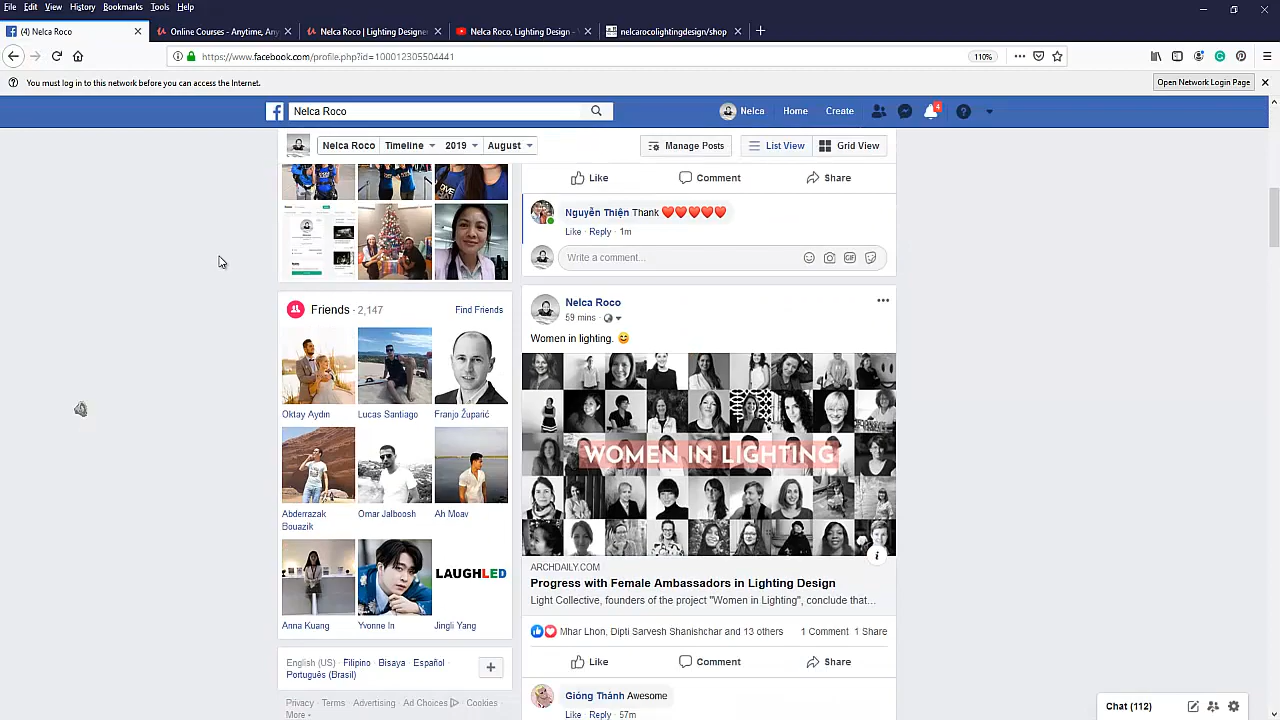 File Edit View History Bookmarks Tools Help
(4) Nelca Roco
Online Courses - Anytime, Any
Nelca Roco | Lighting Designe
Nelca Roco, Lighting Design -
nelcarocolightingdesign/shop
https://www.facebook.com/profile.php?id=100012305504441
110%
You must log in to this network before you can access the Internet.
Open Network Login Page
Nelca Roco
Nelca Home Create
4
Nelca Roco Timeline 2019 August
Manage Posts List View Grid View
Like Comment Share
Nguyễn Thiện Thank ❤️❤️❤️❤️❤️
Like · Reply · 1m
Write a comment...
GIF
Friends · 2,147
Find Friends
Oktay Aydın
Lucas Santiago
Franjo Župarić
Abderrazak Bouazik
Omar Jalboosh
Ah Moav
LAUGHLED
Anna Kuang
Yvonne In
Jingli Yang
English (US) · Filipino · Bisaya · Español ·
Português (Brasil)
Privacy · Terms · Advertising · Ad Choices · Cookies ·
More
Nelca Roco
59 mins ·
Women in lighting. 😊
WOMEN IN LIGHTING
ARCHDAILY.COM
Progress with Female Ambassadors in Lighting Design
Light Collective, founders of the project "Women in Lighting", conclude that...
Mhar Lhon, Dipti Sarvesh Shanishchar and 13 others
1 Comment 1 Share
Like Comment Share
Gióng Thánh Awesome
Like · Reply · 57m
Chat (112)